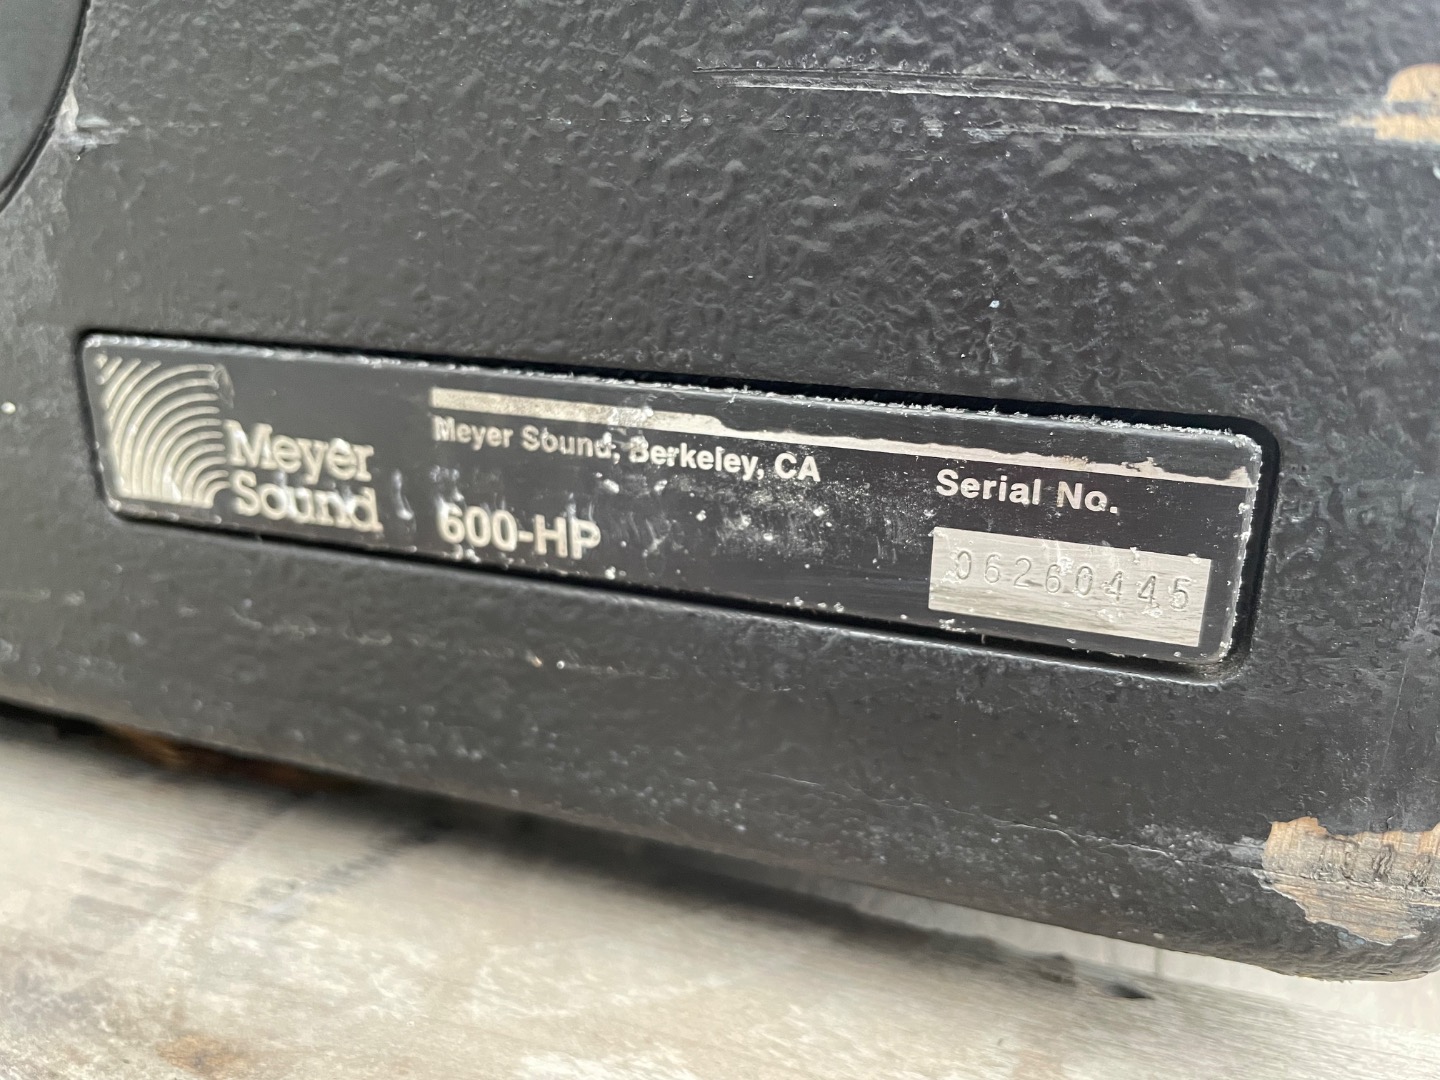 Meyer
Sound
Meyer Sound, Berkeley, CA
600-HP
Serial No.
06260445